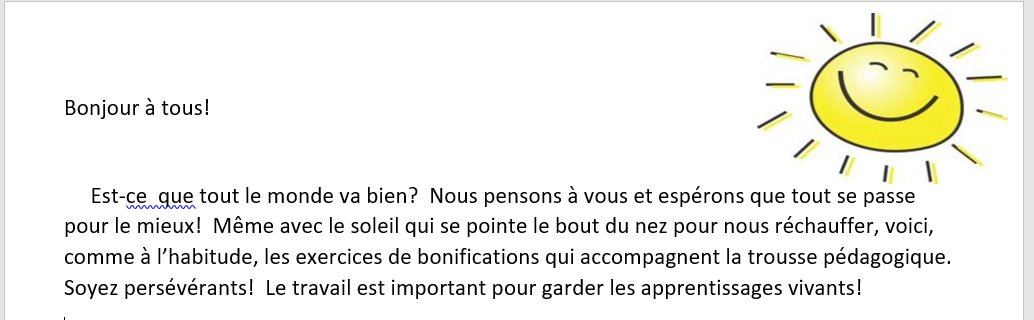 Bonjour à tous!
Est-ce  que tout le monde va bien?  Nous pensons à vous et espérons que tout se passe
pour le mieux!  Même avec le soleil qui se pointe le bout du nez pour nous réchauffer, voici,
comme à l’habitude, les exercices de bonifications qui accompagnent la trousse pédagogique.
Soyez persévérants!  Le travail est important pour garder les apprentissages vivants!